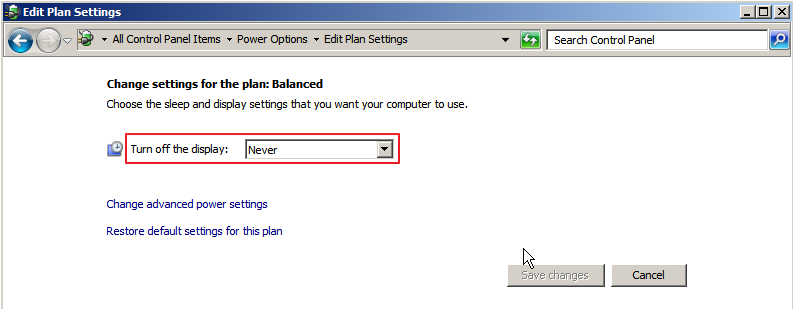 Edit Plan Settings
All Control Panel Items Power Options Edit Plan Settings Search Control Panel
Change settings for the plan: Balanced
Choose the sleep and display settings that you want your computer to use.
Turn off the display: Never
Change advanced power settings
Restore default settings for this plan
Save changes Cancel